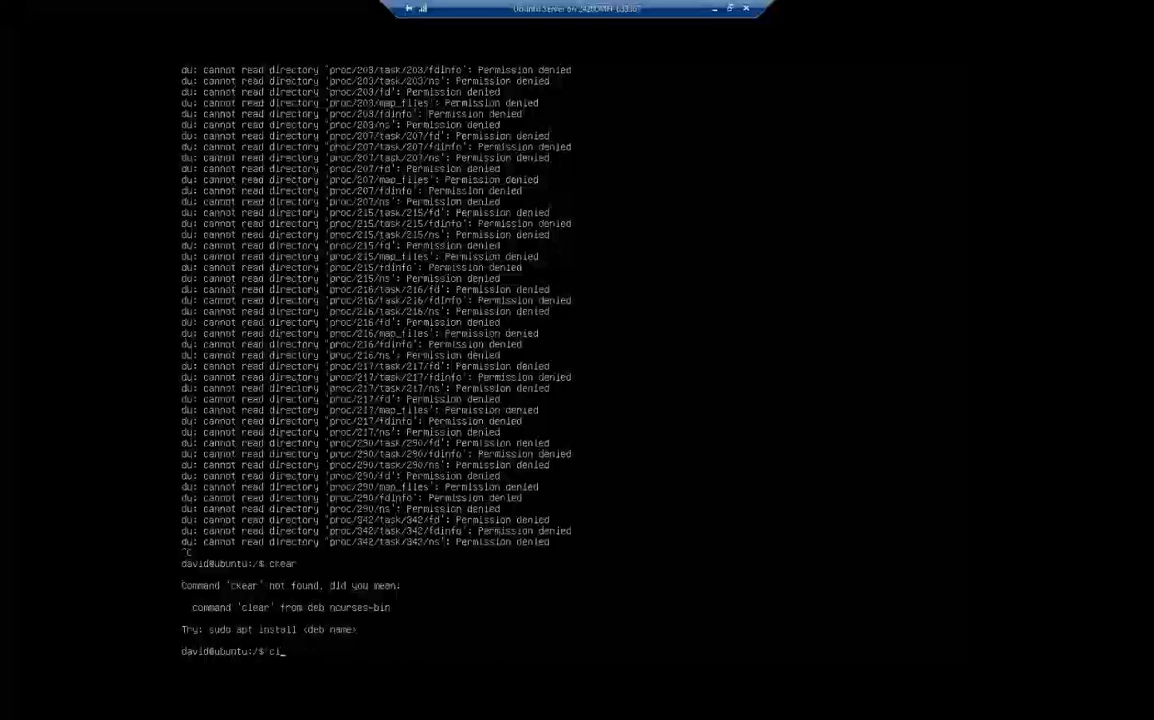 Ubuntu Server
du: cannot read directory 'proc/203/task/203/fdinfo': Permission denied
du: cannot read directory 'proc/203/task/203/ns': Permission denied
du: cannot read directory 'proc/203/fd': Permission denied
du: cannot read directory 'proc/203/map_files': Permission denied
du: cannot read directory 'proc/203/fdinfo': Permission denied
du: cannot read directory 'proc/203/ns': Permission denied
du: cannot read directory 'proc/207/task/207/fd': Permission denied
du: cannot read directory 'proc/207/task/207/fdinfo': Permission denied
du: cannot read directory 'proc/207/task/207/ns': Permission denied
du: cannot read directory 'proc/207/fd': Permission denied
du: cannot read directory 'proc/207/map_files': Permission denied
du: cannot read directory 'proc/207/fdinfo': Permission denied
du: cannot read directory 'proc/207/ns': Permission denied
du: cannot read directory 'proc/215/task/215/fd': Permission denied
du: cannot read directory 'proc/215/task/215/fdinfo': Permission denied
du: cannot read directory 'proc/215/task/215/ns': Permission denied
du: cannot read directory 'proc/215/fd': Permission denied
du: cannot read directory 'proc/215/map_files': Permission denied
du: cannot read directory 'proc/215/fdinfo': Permission denied
du: cannot read directory 'proc/215/ns': Permission denied
du: cannot read directory 'proc/216/task/216/fd': Permission denied
du: cannot read directory 'proc/216/task/216/fdinfo': Permission denied
du: cannot read directory 'proc/216/task/216/ns': Permission denied
du: cannot read directory 'proc/216/fd': Permission denied
du: cannot read directory 'proc/216/map_files': Permission denied
du: cannot read directory 'proc/216/fdinfo': Permission denied
du: cannot read directory 'proc/216/ns': Permission denied
du: cannot read directory 'proc/217/task/217/fd': Permission denied
du: cannot read directory 'proc/217/task/217/fdinfo': Permission denied
du: cannot read directory 'proc/217/task/217/ns': Permission denied
du: cannot read directory 'proc/217/fd': Permission denied
du: cannot read directory 'proc/217/map_files': Permission denied
du: cannot read directory 'proc/217/fdinfo': Permission denied
du: cannot read directory 'proc/217/ns': Permission denied
du: cannot read directory 'proc/290/task/290/fd': Permission denied
du: cannot read directory 'proc/290/task/290/fdinfo': Permission denied
du: cannot read directory 'proc/290/task/290/ns': Permission denied
du: cannot read directory 'proc/290/fd': Permission denied
du: cannot read directory 'proc/290/map_files': Permission denied
du: cannot read directory 'proc/290/fdinfo': Permission denied
du: cannot read directory 'proc/290/ns': Permission denied
du: cannot read directory 'proc/342/task/342/fd': Permission denied
du: cannot read directory 'proc/342/task/342/fdinfo': Permission denied
du: cannot read directory 'proc/342/task/342/ns': Permission denied
^C
david@ubuntu:/$ ckear
Command 'ckear' not found, did you mean:
command 'clear' from deb ncurses-bin
Try: sudo apt install <deb name>
david@ubuntu:/$ cl_